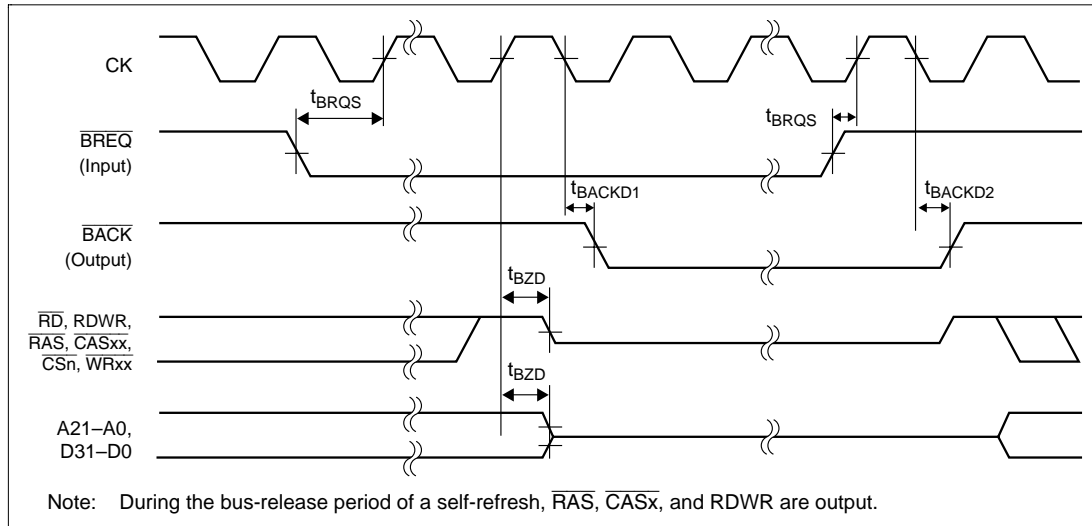 CK
tBRQS
tBRQS
BREQ
(Input)
tBACKD1
tBACKD2
BACK
(Output)
tBZD
RD, RDWR,
RAS, CASxx,
CSn, WRxx
tBZD
A21–A0,
D31–D0
Note: During the bus-release period of a self-refresh, RAS, CASx, and RDWR are output.